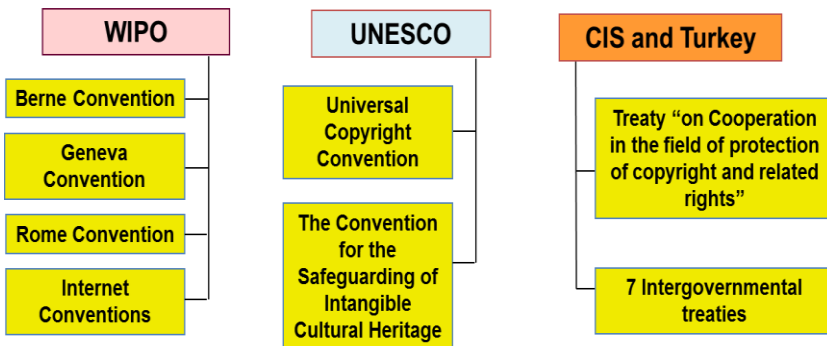 WIPO
Berne Convention
Geneva
Convention
Rome Convention
Internet
Conventions
UNESCO
Universal
Copyright
Convention
The Convention
for the
Safeguarding of
Intangible
Cultural Heritage
CIS and Turkey
Treaty “on Cooperation
in the field of protection
of copyright and related
rights”
7 Intergovernmental
treaties